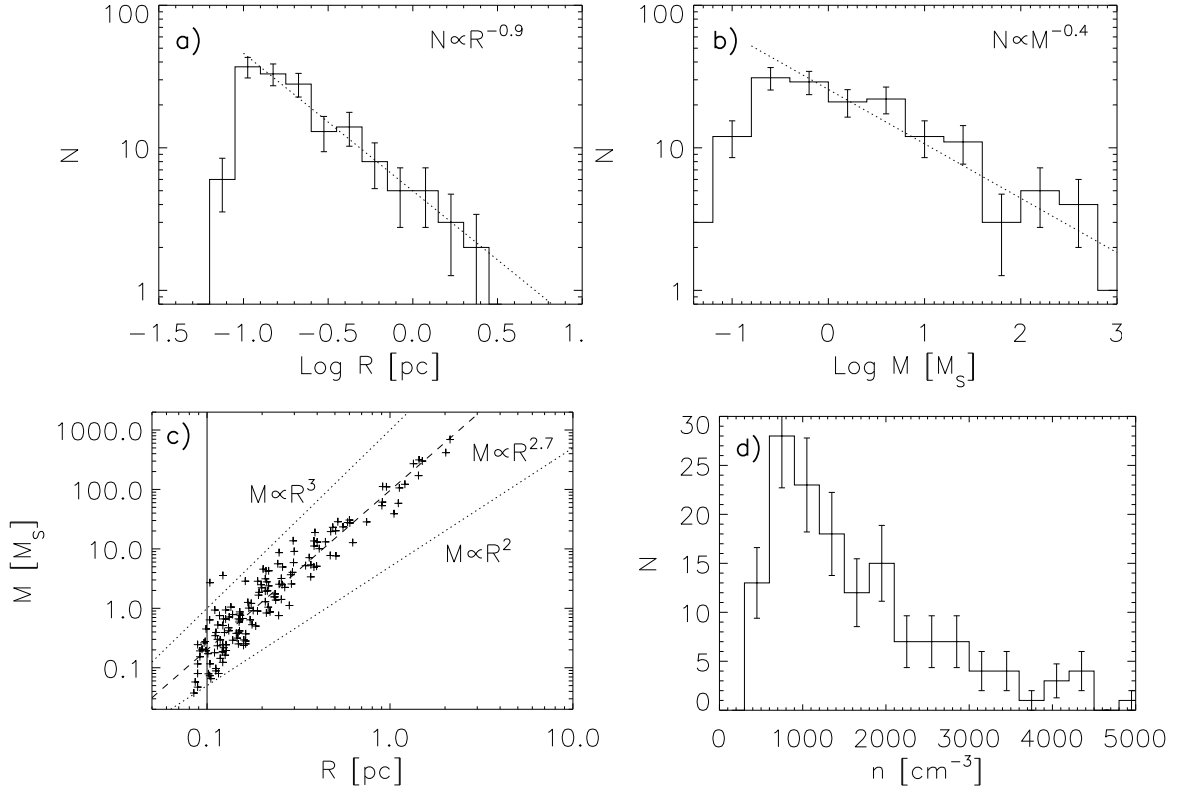 a)
N∝R^-0.9
100
10
1
N
-1.5 -1.0 -0.5 0.0 0.5 1.
Log R [pc]
b)
N∝M^-0.4
100
10
1
N
-1 0 1 2 3
Log M [M_S]
c)
1000.0
100.0
10.0
1.0
0.1
M [M_S]
M∝R^2.7
M∝R^3
M∝R^2
0.1 1.0 10.0
R [pc]
d)
30
25
20
15
10
5
0
N
0 1000 2000 3000 4000 5000
n [cm^-3]